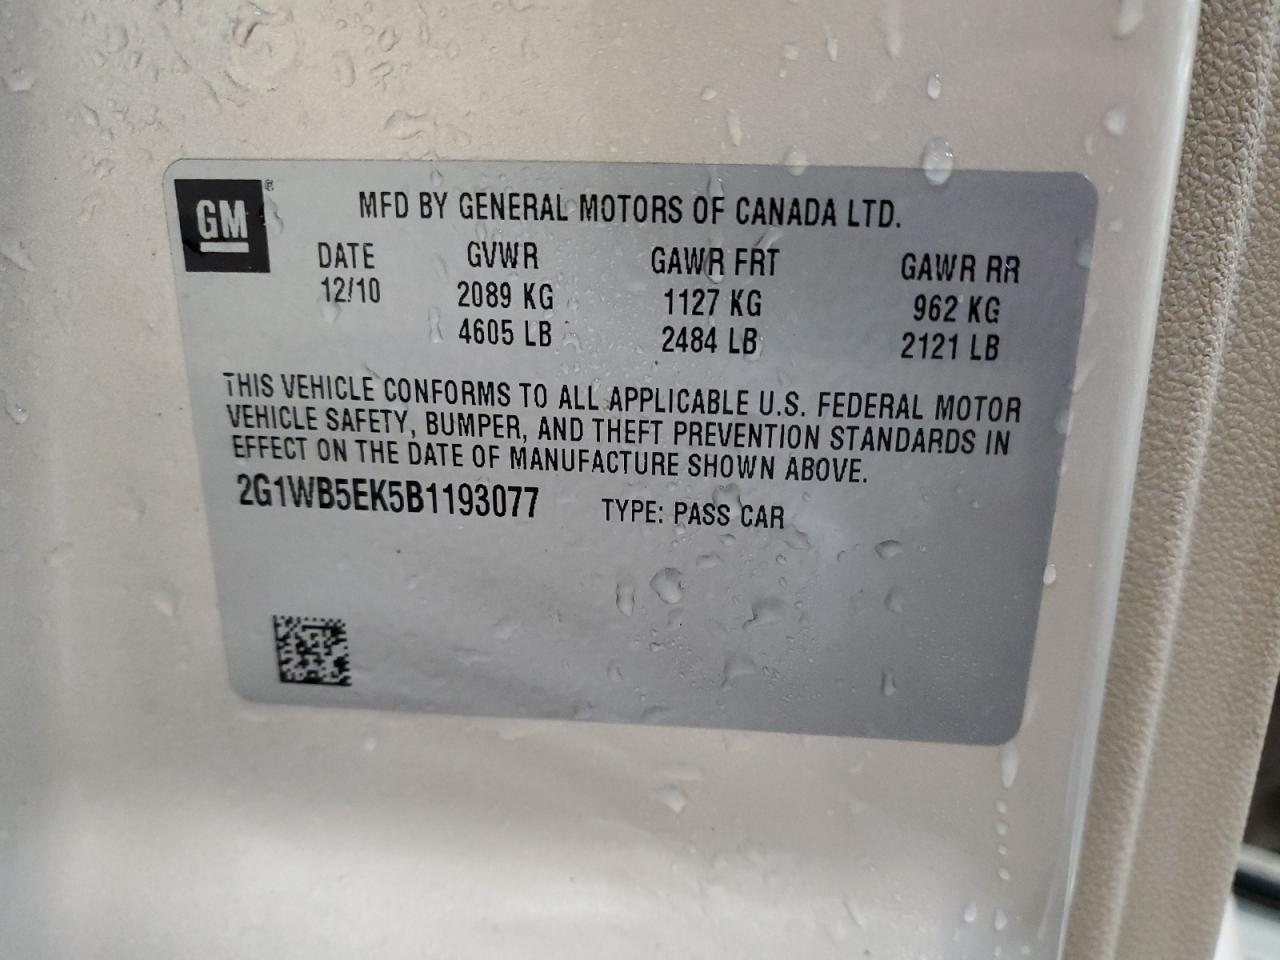 GM®
MFD BY GENERAL MOTORS OF CANADA LTD.
DATE GVWR GAWR FRT GAWR RR
12/10 2089 KG 1127 KG 962 KG
4605 LB 2484 LB 2121 LB
THIS VEHICLE CONFORMS TO ALL APPLICABLE U.S. FEDERAL MOTOR
VEHICLE SAFETY, BUMPER, AND THEFT PREVENTION STANDARDS IN
EFFECT ON THE DATE OF MANUFACTURE SHOWN ABOVE.
2G1WB5EK5B1193077 TYPE: PASS CAR